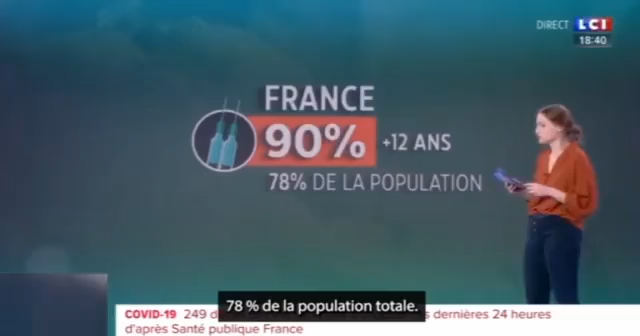 DIRECT LCI
18:40
FRANCE
90% +12 ANS
78% DE LA POPULATION
78 % de la population totale.
COVID-19 249 dernières 24 heures
d'après Santé publique France